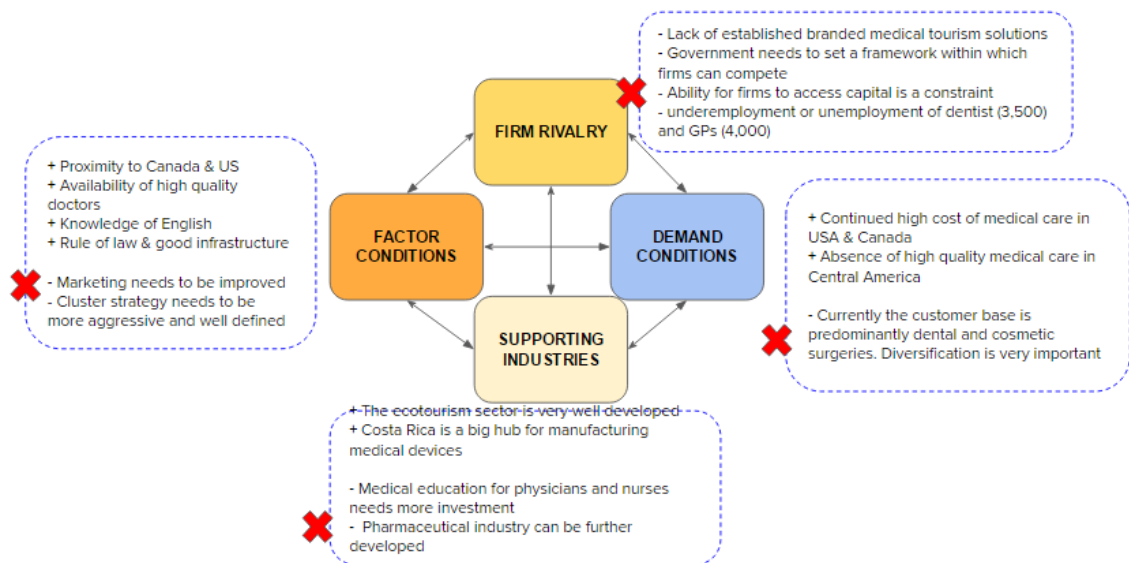 - Lack of established branded medical tourism solutions
- Government needs to set a framework within which
firms can compete
- Ability for firms to access capital is a constraint
- underemployment or unemployment of dentist (3,500)
and GPs (4,000)
FIRM RIVALRY
+ Proximity to Canada & US
+ Availability of high quality
doctors
+ Knowledge of English
+ Rule of law & good infrastructure
- Marketing needs to be improved
- Cluster strategy needs to be
more aggressive and well defined
FACTOR
CONDITIONS
DEMAND
CONDITIONS
+ Continued high cost of medical care in
USA & Canada
+ Absence of high quality medical care in
Central America
- Currently the customer base is
predominantly dental and cosmetic
surgeries. Diversification is very important
SUPPORTING
INDUSTRIES
+ The ecotourism sector is very well developed
+ Costa Rica is a big hub for manufacturing
medical devices
- Medical education for physicians and nurses
needs more investment
- Pharmaceutical industry can be further
developed